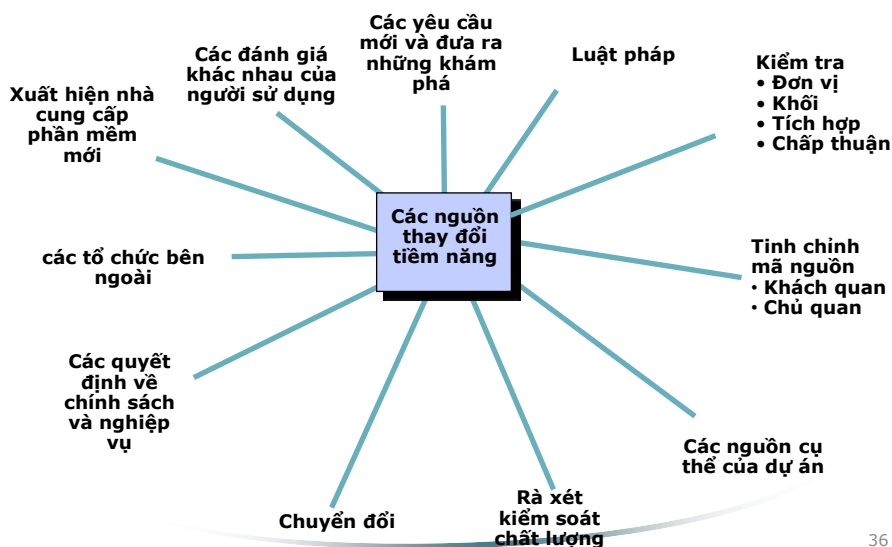 Các yêu cầu
mới và đưa ra
những khám
phá
Các đánh giá
khác nhau của
người sử dụng
Luật pháp
Kiểm tra
• Đơn vị
• Khối
• Tích hợp
• Chấp thuận
Xuất hiện nhà
cung cấp
phần mềm
mới
Các nguồn
thay đổi
tiềm năng
các tổ chức bên
ngoài
Tinh chỉnh
mã nguồn
• Khách quan
• Chủ quan
Các quyết
định về
chính sách
và nghiệp
vụ
Các nguồn cụ
thể của dự án
Chuyển đổi
Rà xét
kiểm soát
chất lượng
36